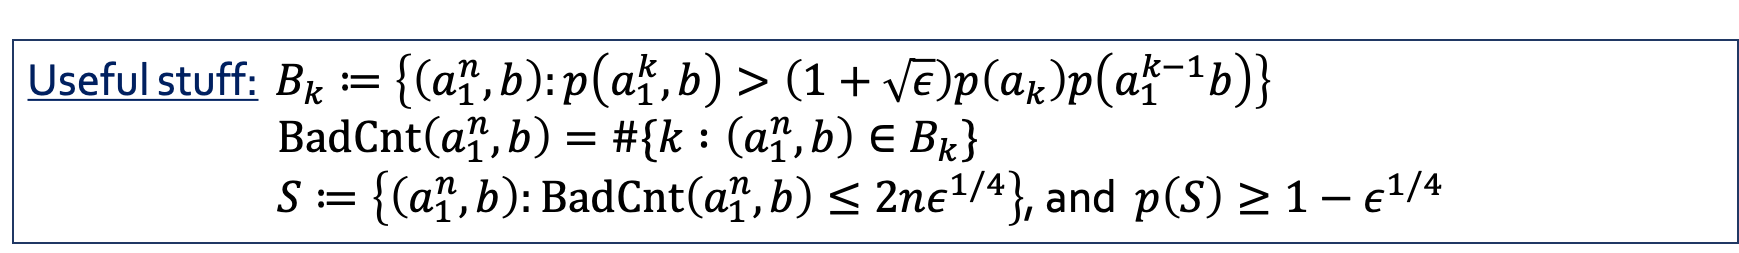 Useful stuff: B_k ≔ {(a_1^n, b): p(a_1^k, b) > (1 + √ϵ)p(a_k)p(a_1^{k−1}b)}
BadCnt(a_1^n, b) = #{k : (a_1^n, b) ∈ B_k}
S ≔ {(a_1^n, b): BadCnt(a_1^n, b) ≤ 2nϵ^{1/4}}, and p(S) ≥ 1 − ϵ^{1/4}